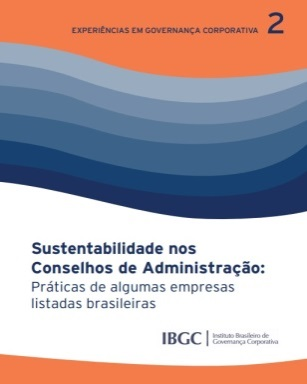 EXPERIÊNCIAS EM GOVERNANÇA CORPORATIVA 2
Sustentabilidade nos
Conselhos de Administração:
Práticas de algumas empresas
listadas brasileiras
IBGC Instituto Brasileiro de
Governança Corporativa